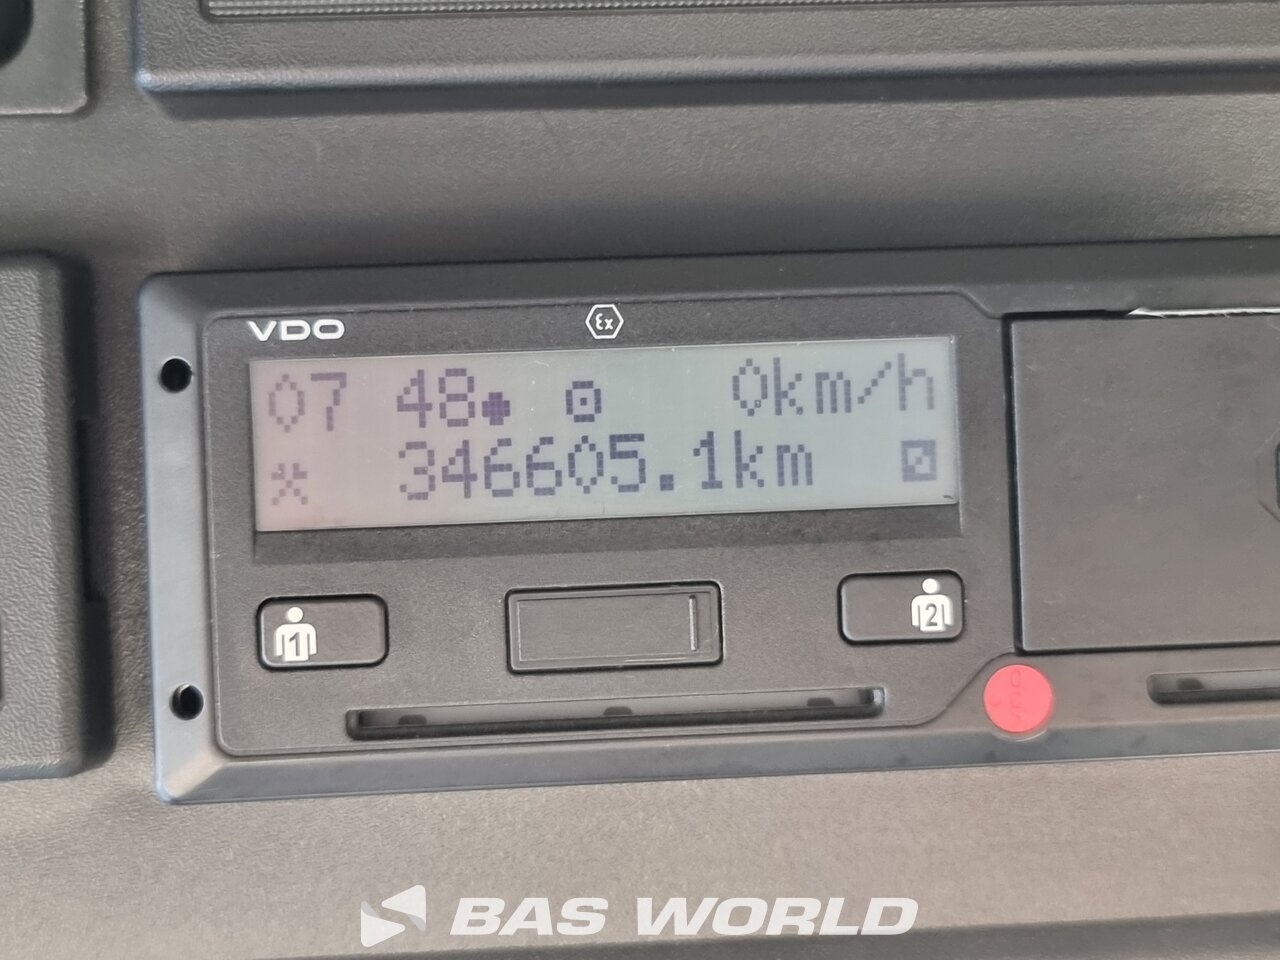 VDO
Ex
07 48 0km/h
346605.1km
1
2
BAS WORLD